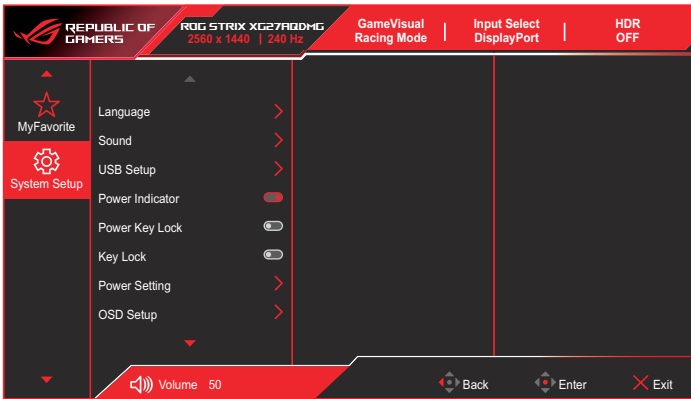 REPUBLIC OF
GAMERS
ROG STRIX XG27AQDMG
2560 x 1440 | 240 Hz
GameVisual
Racing Mode
Input Select
DisplayPort
HDR
OFF
MyFavorite
System Setup
Language
Sound
USB Setup
Power Indicator
Power Key Lock
Key Lock
Power Setting
OSD Setup
Volume 50
Back
Enter
Exit